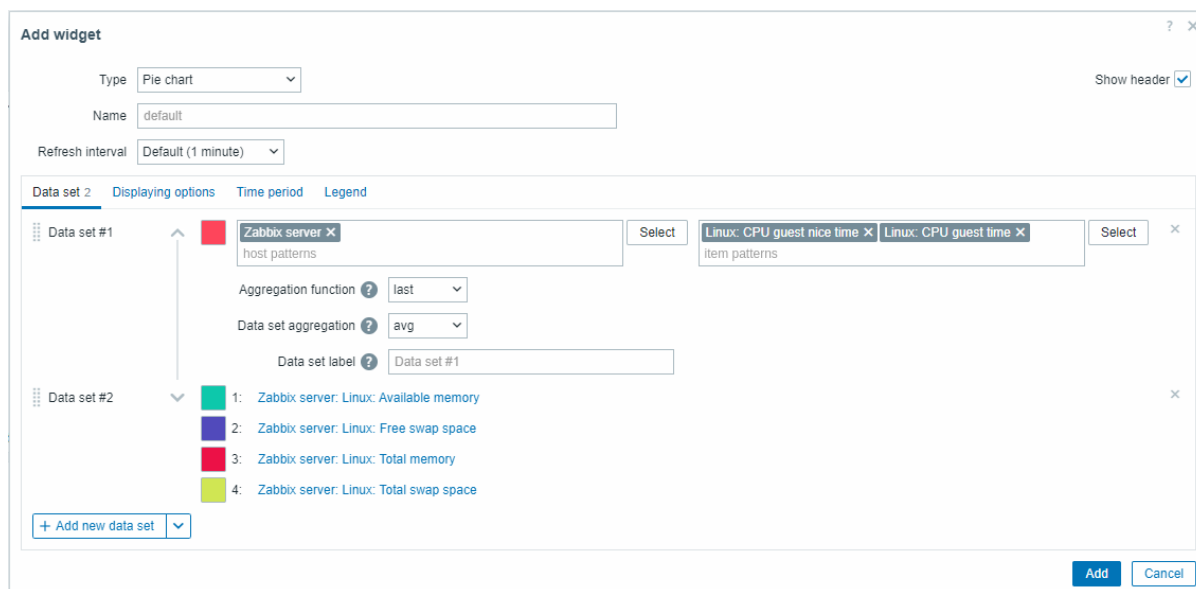 Add widget ?
Type Pie chart Show header
Name default
Refresh interval Default (1 minute)
Data set 2 Displaying options Time period Legend
Data set #1 Zabbix server Select Linux: CPU guest nice time Linux: CPU guest time Select
host patterns item patterns
Aggregation function ? last
Data set aggregation ? avg
Data set label ? Data set #1
Data set #2 1: Zabbix server: Linux: Available memory
2: Zabbix server: Linux: Free swap space
3: Zabbix server: Linux: Total memory
4: Zabbix server: Linux: Total swap space
+ Add new data set
Add Cancel